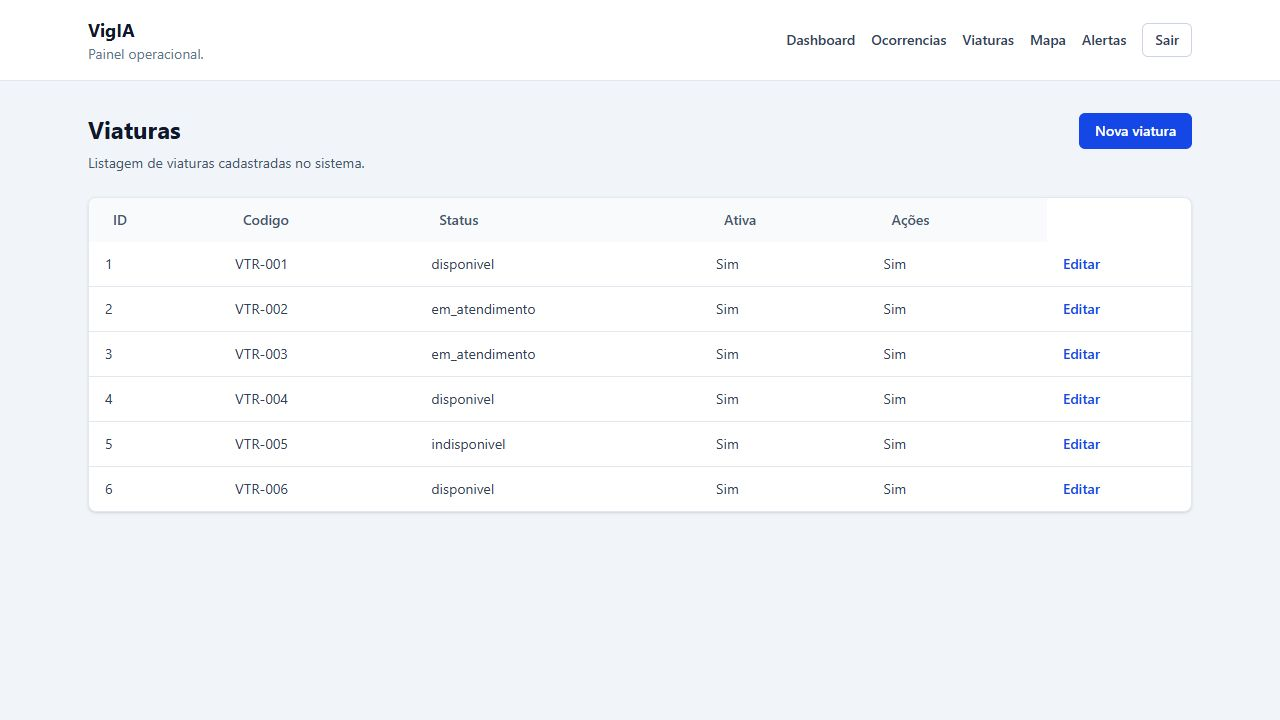 VigIA
Painel operacional.
Dashboard Ocorrencias Viaturas Mapa Alertas Sair
Viaturas
Nova viatura
Listagem de viaturas cadastradas no sistema.
ID Codigo Status Ativa Ações
1 VTR-001 disponivel Sim Sim Editar
2 VTR-002 em_atendimento Sim Sim Editar
3 VTR-003 em_atendimento Sim Sim Editar
4 VTR-004 disponivel Sim Sim Editar
5 VTR-005 indisponivel Sim Sim Editar
6 VTR-006 disponivel Sim Sim Editar